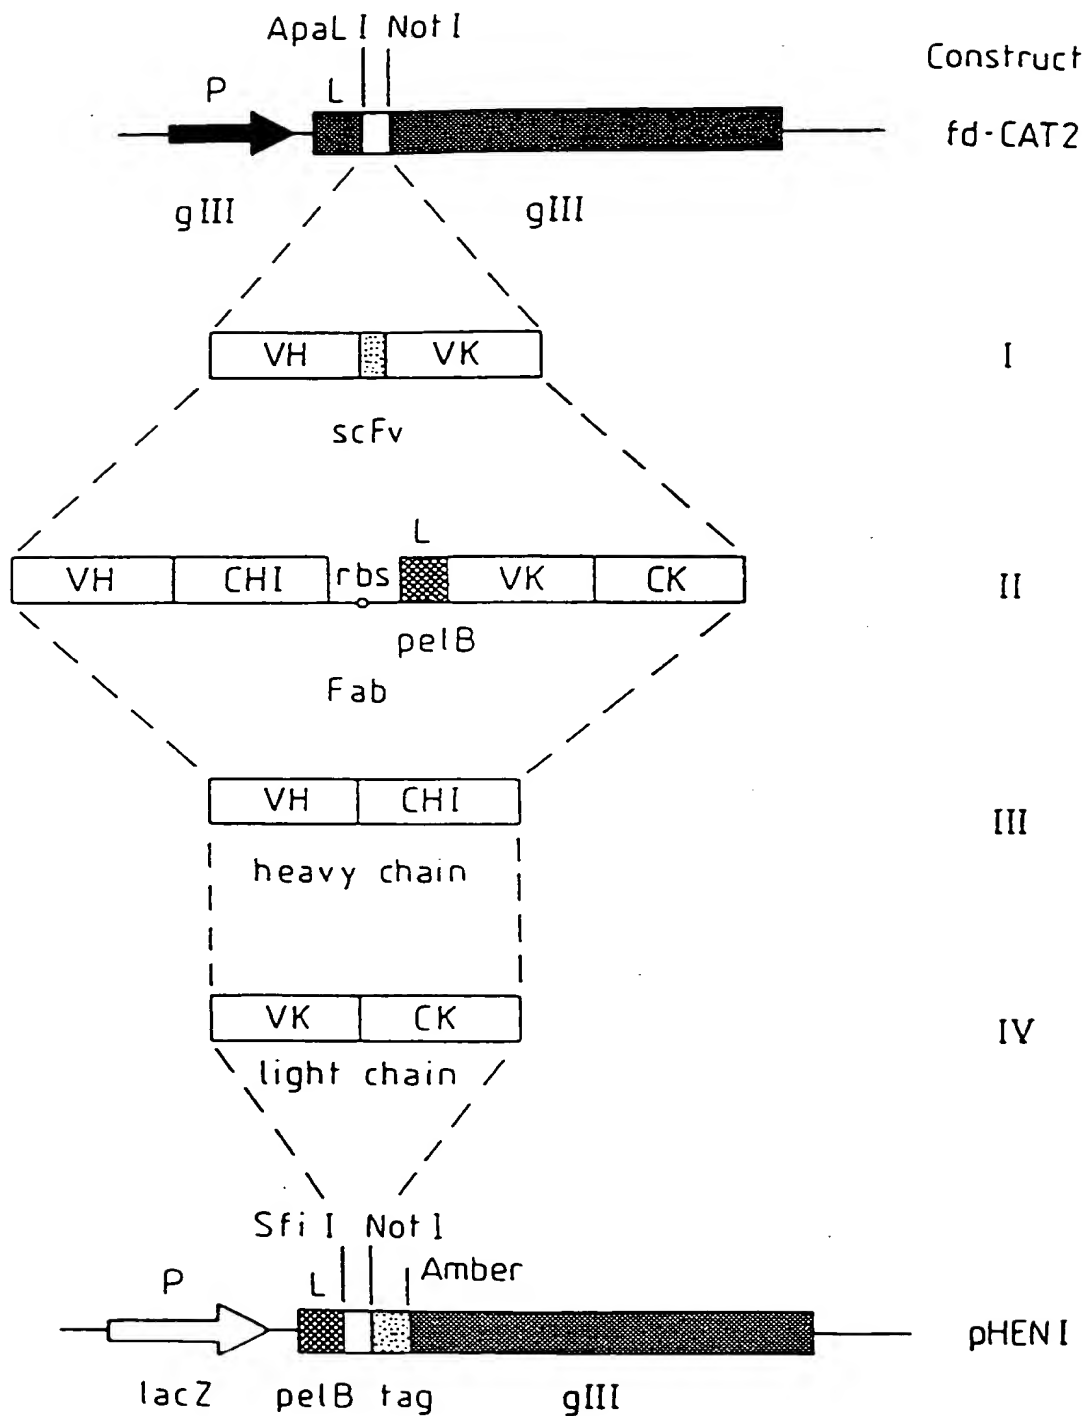 ApaL I Not I
Construct
P L
fd-CAT2
gIII gIII
VH VK I
scFv
L
VH CHI rbs VK CK II
pelB
Fab
VH CHI III
heavy chain
VK CK IV
light chain
Sfi I Not I
P L Amber
pHEN I
lacZ pelB tag gIII